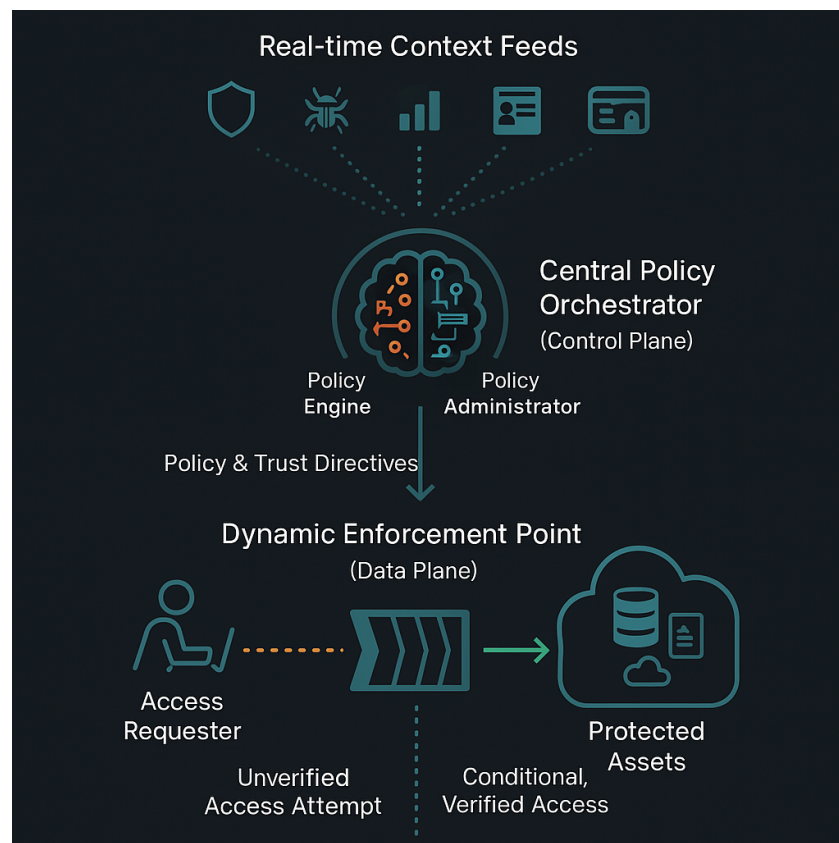 Real-time Context Feeds
Central Policy
Orchestrator
(Control Plane)
Policy
Engine
Policy
Administrator
Policy & Trust Directives
Dynamic Enforcement Point
(Data Plane)
Access
Requester
Protected
Assets
Unverified
Access Attempt
Conditional,
Verified Access